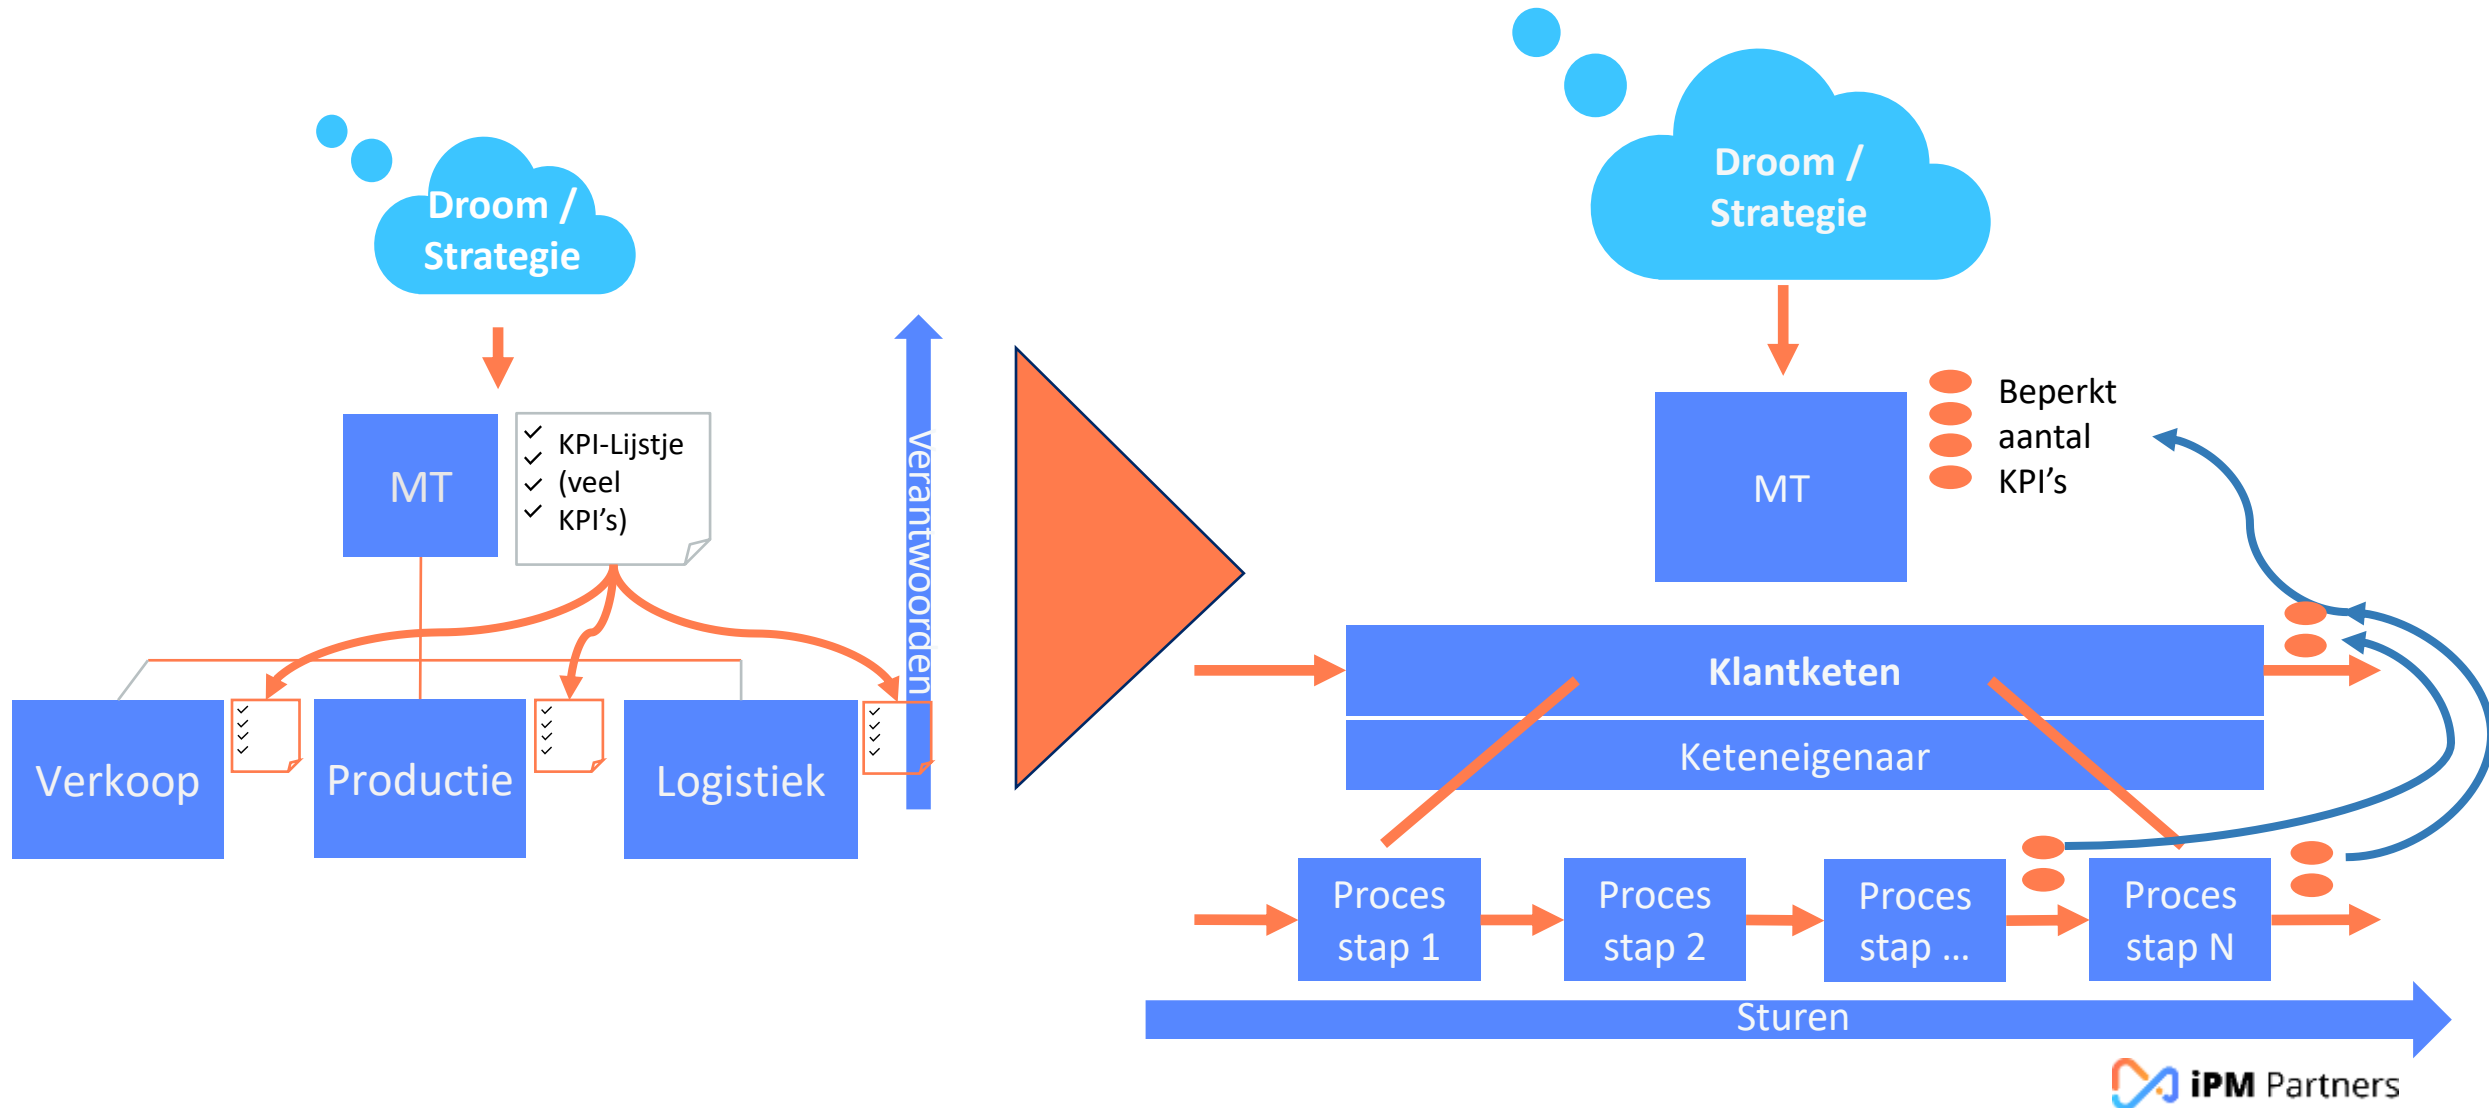 Droom /
Strategie
MT
KPI-Lijstje
(veel
KPI’s)
Verkoop
Productie
Logistiek
Verantwoorden
Droom /
Strategie
MT
Beperkt
aantal
KPI’s
Klantketen
Keteneigenaar
Proces
stap 1
Proces
stap 2
Proces
stap ...
Proces
stap N
Sturen
iPM Partners